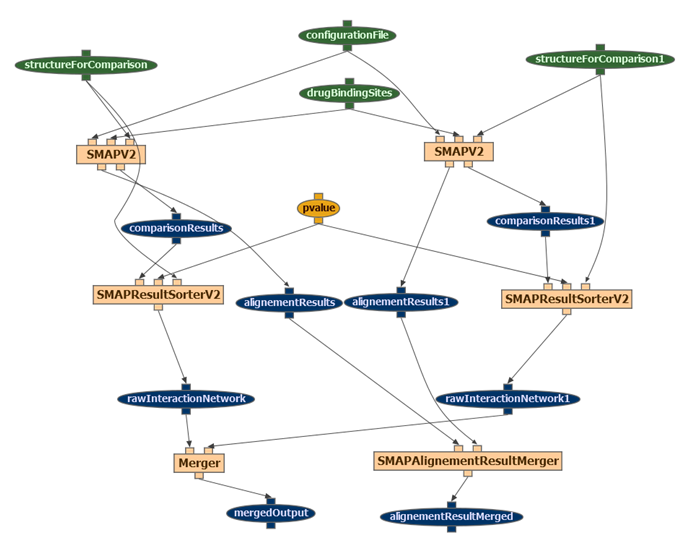 configurationFile
structureForComparison
structureForComparison1
drugBindingSites
SMAPV2
SMAPV2
pvalue
comparisonResults
comparisonResults1
SMAPResultSorterV2
alignementResults
alignementResults1
SMAPResultSorterV2
rawInteractionNetwork
rawInteractionNetwork1
Merger
SMAPAlignementResultMerger
mergedOutput
alignementResultMerged